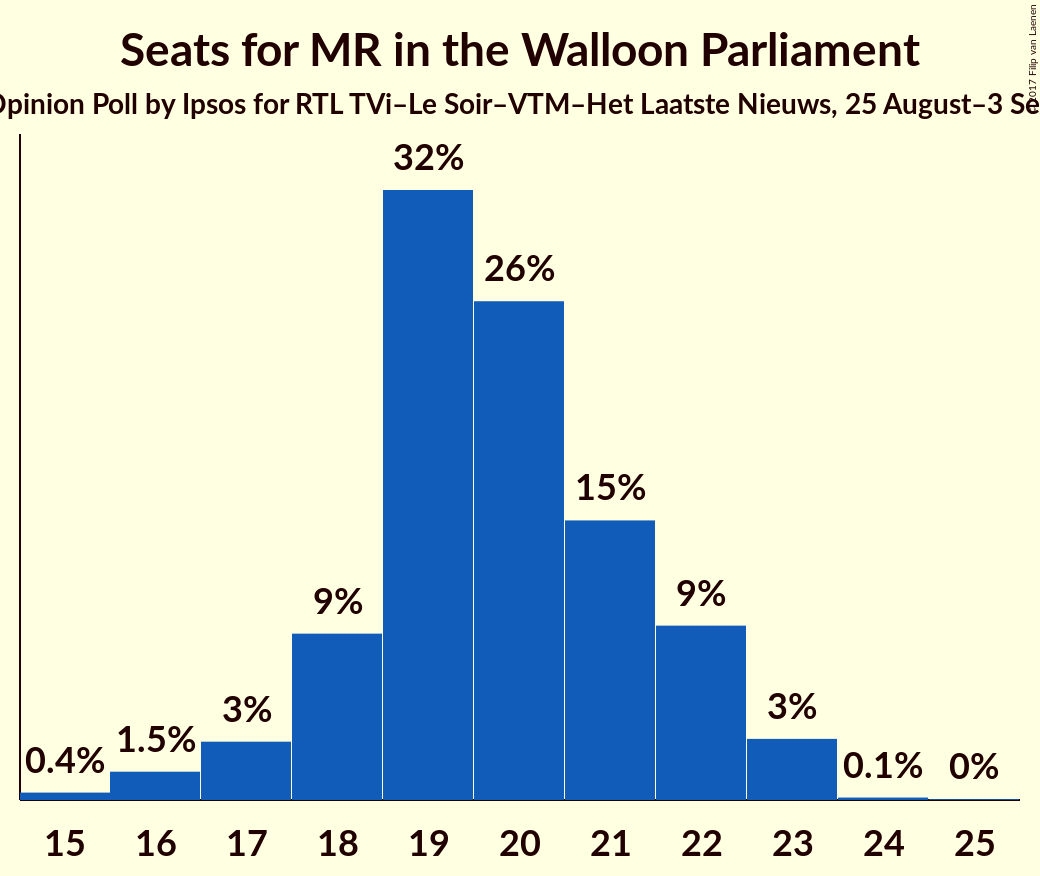 Seats for MR in the Walloon Parliament
Opinion Poll by Ipsos for RTL TVi–Le Soir–VTM–Het Laatste Nieuws, 25 August–3 Se
© 2017 Filip van Laenen
32%
26%
15%
9%
9%
3%
3%
1.5%
0.4%
0.1%
0%
15 16 17 18 19 20 21 22 23 24 25